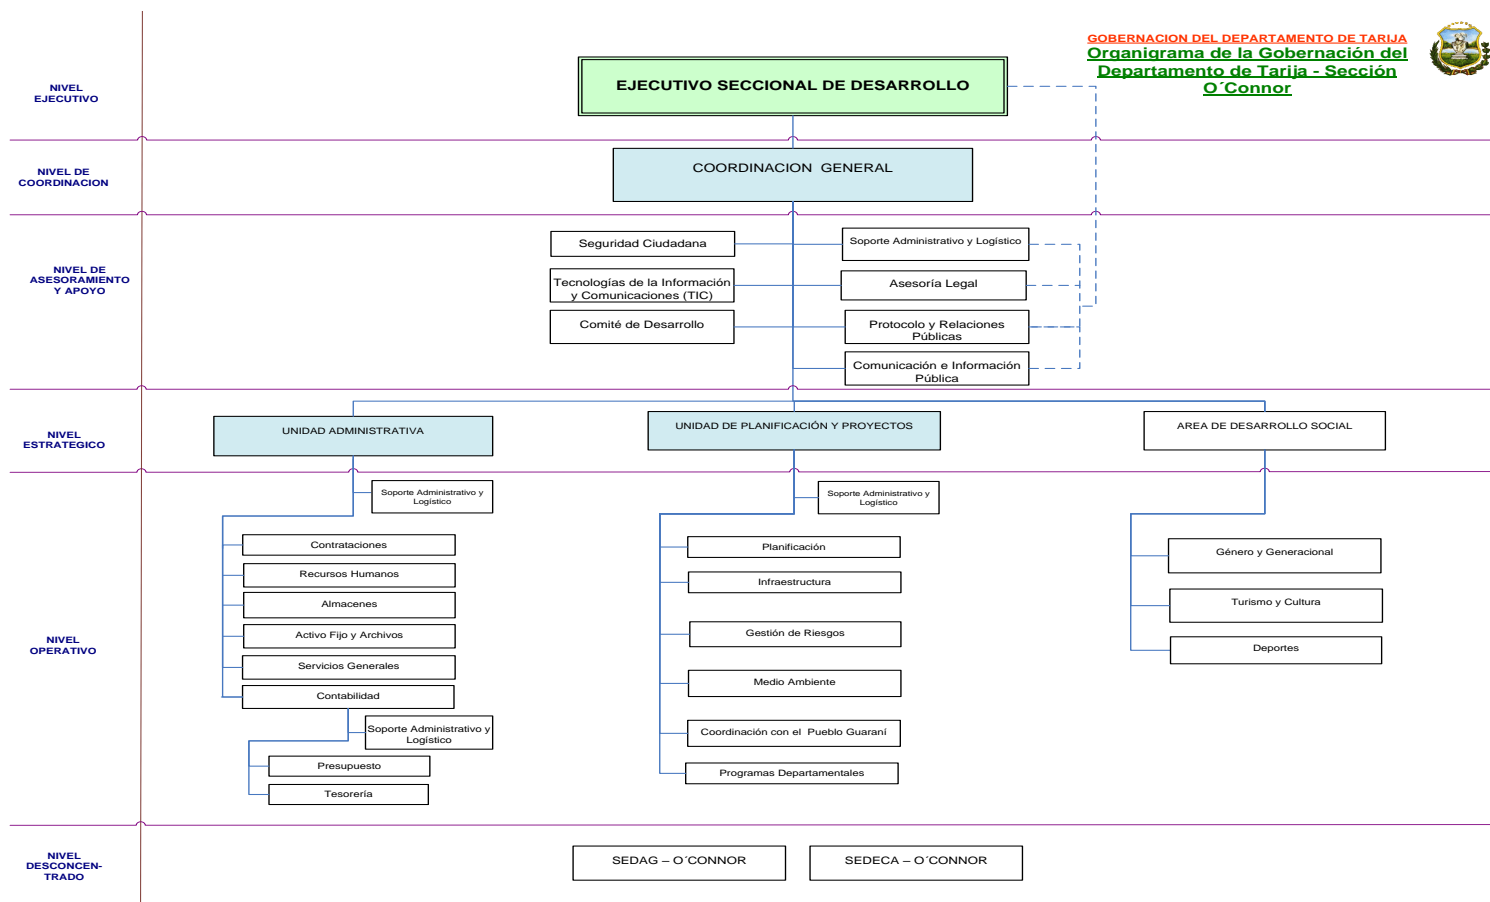 GOBERNACION DEL DEPARTAMENTO DE TARIJA
Organigrama de la Gobernación del
Departamento de Tarija - Sección
O´Connor
NIVEL
EJECUTIVO
EJECUTIVO SECCIONAL DE DESARROLLO
NIVEL DE
COORDINACION
COORDINACION  GENERAL
NIVEL DE
ASESORAMIENTO
Y APOYO
Seguridad Ciudadana
Soporte Administrativo y Logístico
Tecnologías de la Información
y Comunicaciones (TIC)
Asesoría Legal
Comité de Desarrollo
Protocolo y Relaciones
Públicas
Comunicación e Información
Pública
NIVEL
ESTRATEGICO
UNIDAD ADMINISTRATIVA
UNIDAD DE PLANIFICACIÓN Y PROYECTOS
AREA DE DESARROLLO SOCIAL
NIVEL
OPERATIVO
Soporte Administrativo y
Logístico
Contrataciones
Recursos Humanos
Almacenes
Activo Fijo y Archivos
Servicios Generales
Contabilidad
Soporte Administrativo y
Logístico
Presupuesto
Tesorería
Soporte Administrativo y
Logístico
Planificación
Infraestructura
Gestión de Riesgos
Medio Ambiente
Coordinación con el  Pueblo Guaraní
Programas Departamentales
Género y Generacional
Turismo y Cultura
Deportes
NIVEL
DESCONCEN-
TRADO
SEDAG – O´CONNOR
SEDECA – O´CONNOR